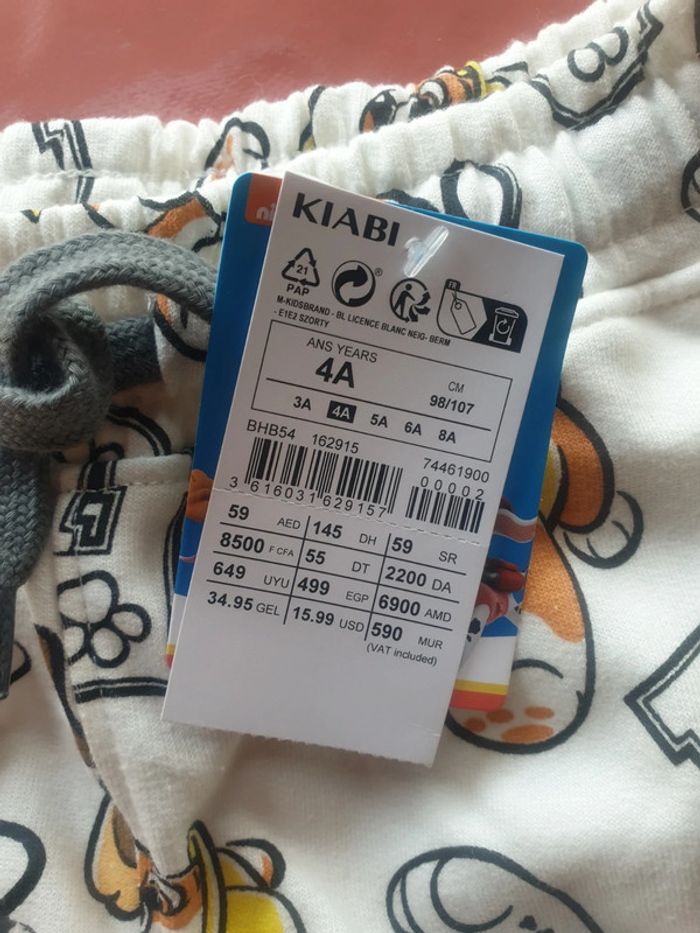 ni
KIABI
21
PAP
®
FR
M-KIDSBRAND - BL LICENCE BLANC NEIG- BERM
- E1E2 SZORTY
ANS YEARS
4A
CM
98/107
3A 4A 5A 6A 8A
BHB54 162915
74461900
00002
3 616031 629157
59 AED 145 DH 59 SR
8500 F CFA 55 DT 2200 DA
649 UYU 499 EGP 6900 AMD
34.95 GEL 15.99 USD 590 MUR
(VAT included)